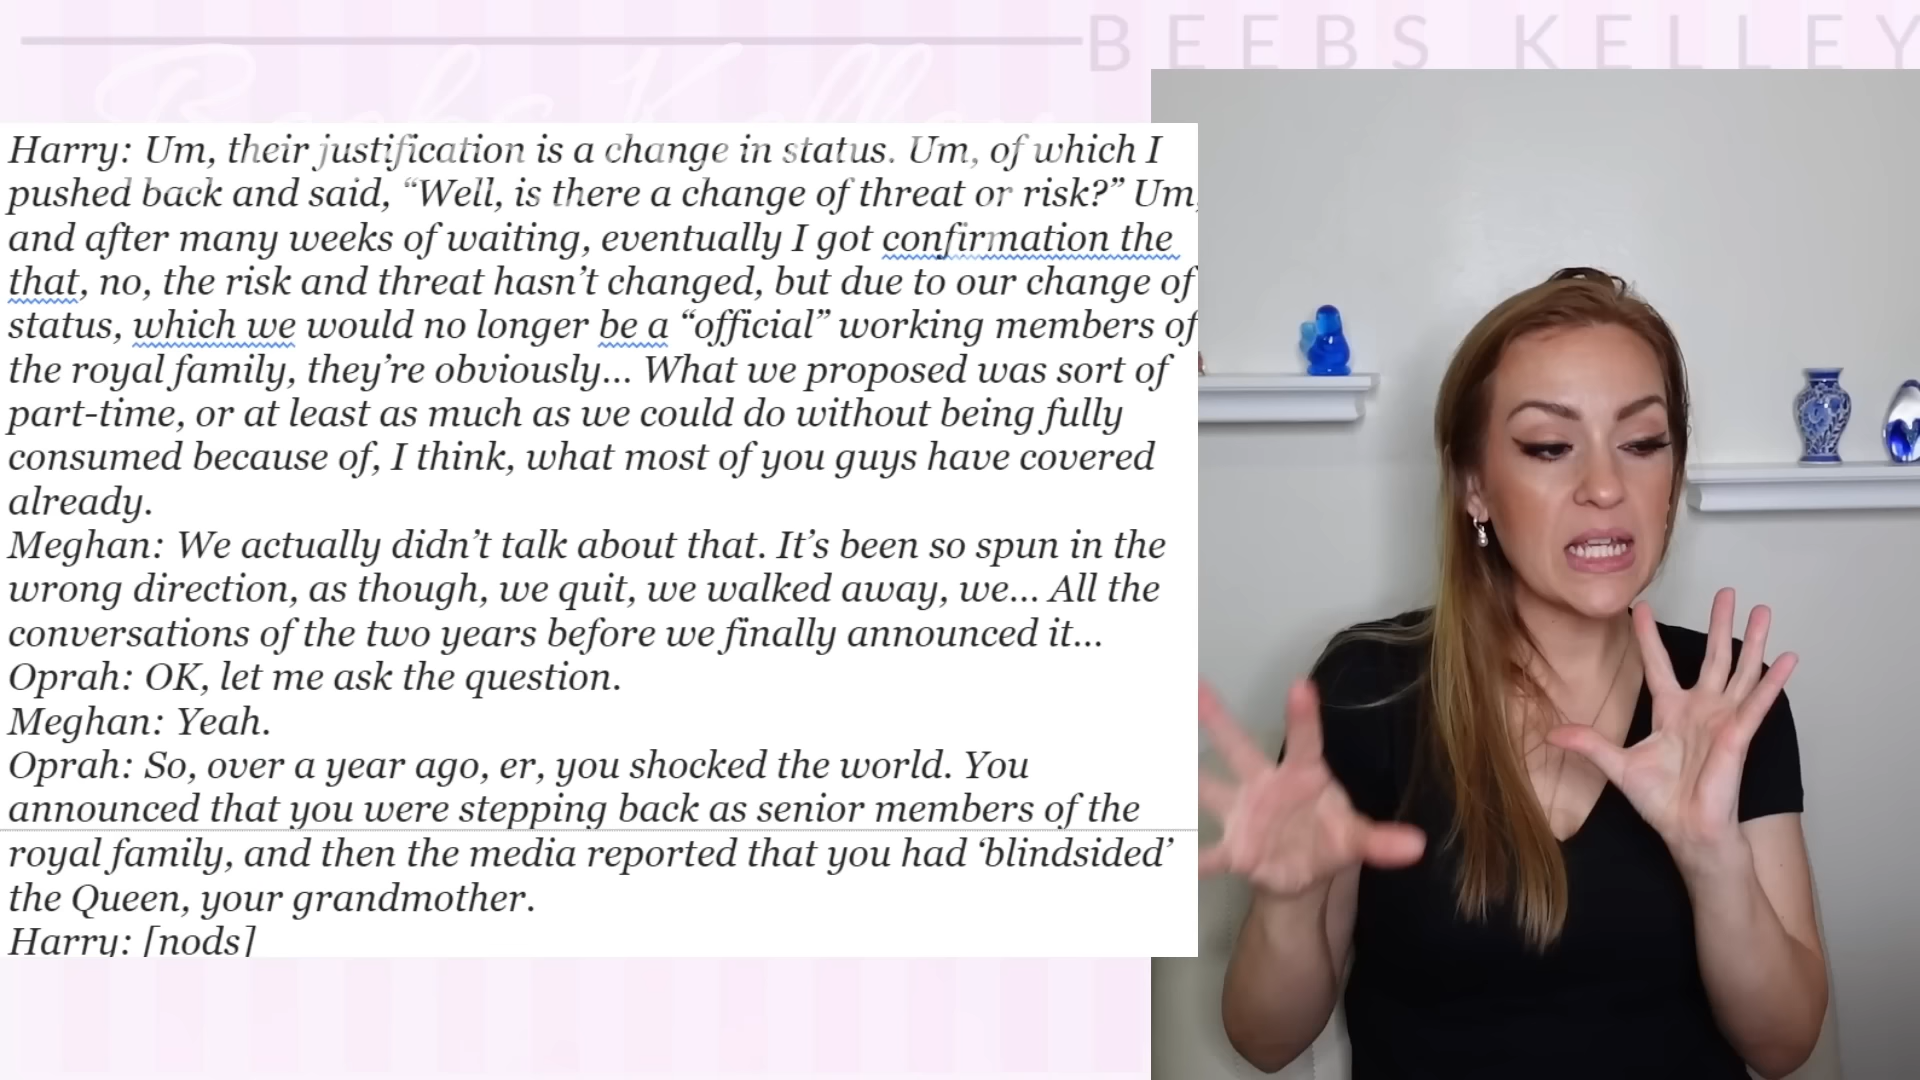 BEEBS KELLEY
Beebs Kelley
Harry: Um, their justification is a change in status. Um, of which I
pushed back and said, “Well, is there a change of threat or risk?” Um,
and after many weeks of waiting, eventually I got confirmation the
that, no, the risk and threat hasn’t changed, but due to our change of
status, which we would no longer be a “official” working members of
the royal family, they’re obviously... What we proposed was sort of
part-time, or at least as much as we could do without being fully
consumed because of, I think, what most of you guys have covered
already.
Meghan: We actually didn’t talk about that. It’s been so spun in the
wrong direction, as though, we quit, we walked away, we... All the
conversations of the two years before we finally announced it...
Oprah: OK, let me ask the question.
Meghan: Yeah.
Oprah: So, over a year ago, er, you shocked the world. You
announced that you were stepping back as senior members of the
royal family, and then the media reported that you had ‘blindsided’
the Queen, your grandmother.
Harry: [nods]